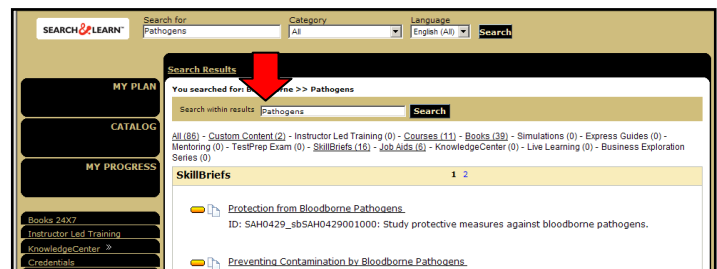 Search for
Category
Language
SEARCH & LEARN™
Pathogens
All
English (All)
Search
Search Results
MY PLAN
You searched for: B orne >> Pathogens
Search within results
Pathogens
Search
CATALOG
All (86) - Custom Content (2) - Instructor Led Training (0) - Courses (11) - Books (39) - Simulations (0) - Express Guides (0) -
Mentoring (0) - TestPrep Exam (0) - SkillBriefs (16) - Job Aids (6) - KnowledgeCenter (0) - Live Learning (0) - Business Exploration
Series (0)
MY PROGRESS
SkillBriefs
1 2
Protection from Bloodborne Pathogens
ID: SAH0429_sbSAH0429001000: Study protective measures against bloodborne pathogens.
Books 24X7
Instructor Led Training
KnowledgeCenter »
Credentials
Preventing Contamination by Bloodborne Pathogens